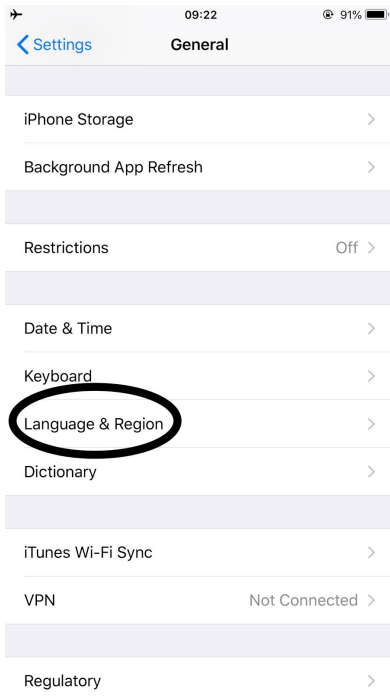 09:22
91%
Settings
General
iPhone Storage
Background App Refresh
Restrictions
Off
Date & Time
Keyboard
Language & Region
Dictionary
iTunes Wi-Fi Sync
VPN
Not Connected
Regulatory